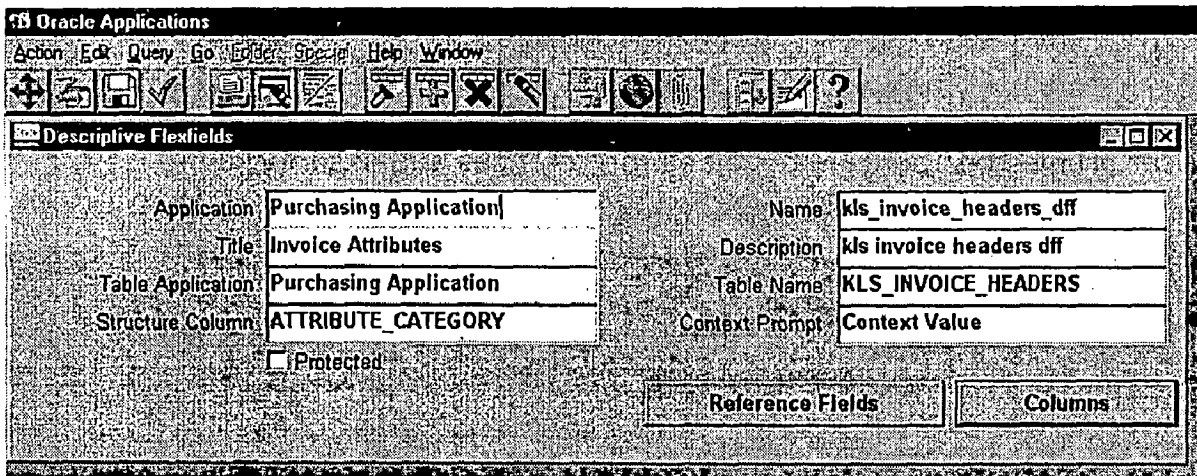 Oracle Applications
Action Edit Query Go Folder Special Help Window
Descriptive Flexfields
Application Purchasing Application Name kls_invoice_headers_dff
Title Invoice Attributes Description kls invoice headers dff
Table Application Purchasing Application Table Name KLS_INVOICE_HEADERS
Structure Column ATTRIBUTE_CATEGORY Context Prompt Context Value
Protected
Reference Fields Columns